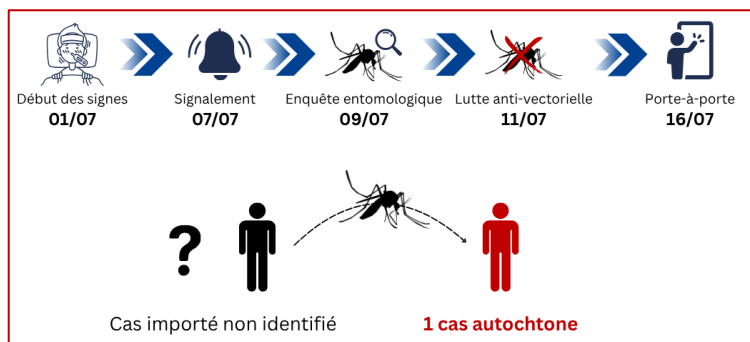 Début des signes
01/07
Signalement
07/07
Enquête entomologique
09/07
Lutte anti-vectorielle
11/07
Porte-à-porte
16/07
?
Cas importé non identifié
1 cas autochtone